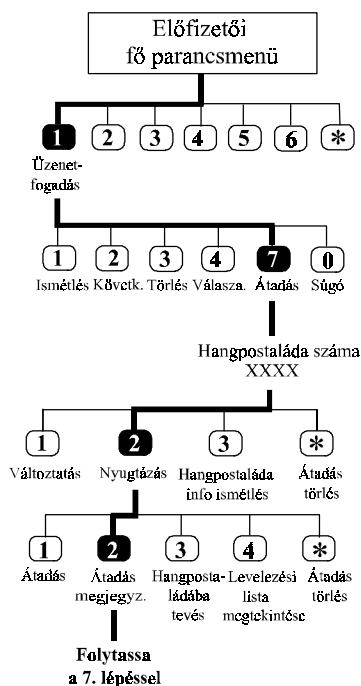 Előfizetői
fő parancsmenü
1 2 3 4 5 6 *
Üzenet-
fogadás
1 2 3 4 7 0
Ismétlés Követk. Törlés Válasza. Átadás Súgó
Hangpostaláda száma
XXXX
1 2 3 *
Változtatás Nyugtázás Hangpostaláda Átadás
info ismétlés törlés
1 2 3 4 *
Átadás Átadás Hangposta- Levelezési Átadás
megjegyz. ládába lista törlés
tevés megtekintése
Folytassa
a 7. lépéssel